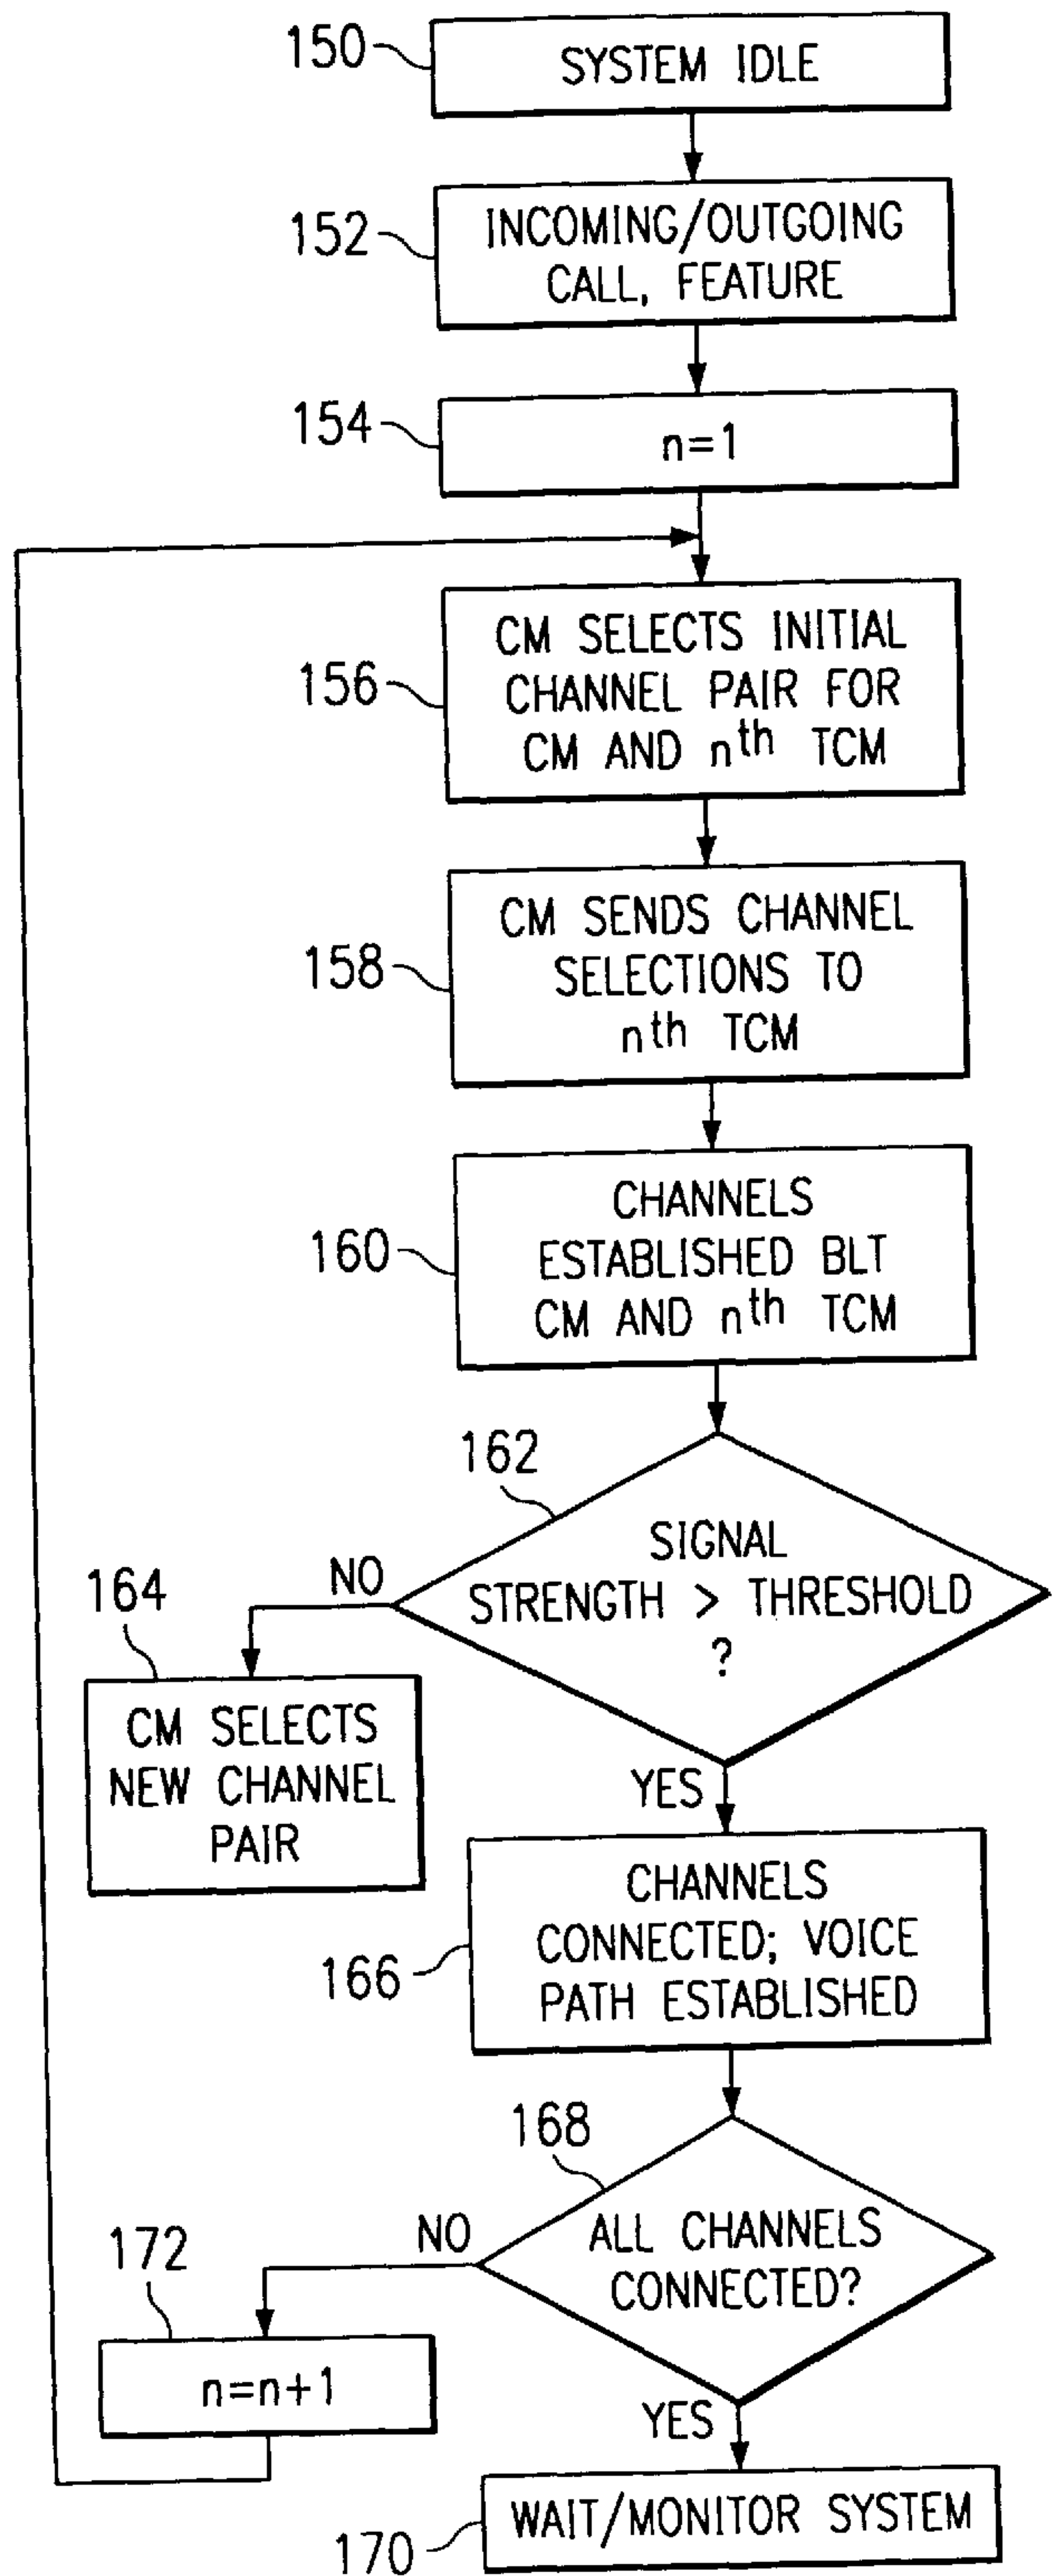 150
SYSTEM IDLE
152
INCOMING/OUTGOING
CALL, FEATURE
154
n=1
156
CM SELECTS INITIAL
CHANNEL PAIR FOR
CM AND nth TCM
158
CM SENDS CHANNEL
SELECTIONS TO
nth TCM
160
CHANNELS
ESTABLISHED BLT
CM AND nth TCM
162
SIGNAL
STRENGTH > THRESHOLD
?
NO
164
CM SELECTS
NEW CHANNEL
PAIR
YES
166
CHANNELS
CONNECTED; VOICE
PATH ESTABLISHED
168
ALL CHANNELS
CONNECTED?
NO
172
n=n+1
YES
170
WAIT/MONITOR SYSTEM